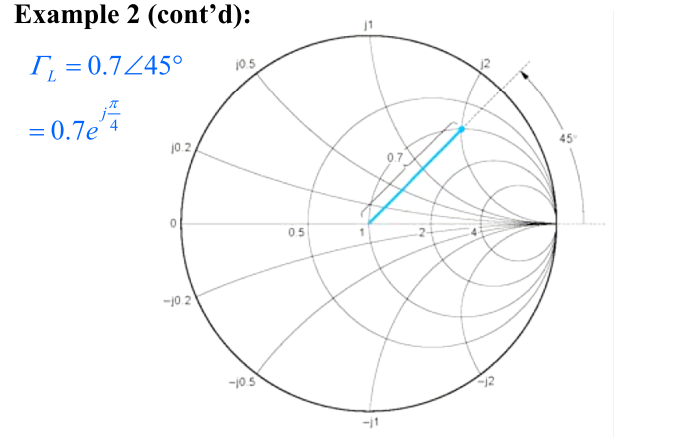 Example 2 (cont’d):
Γ_L = 0.7∠45°
= 0.7e^{jπ/4}
j1
j0.5
j2
45°
j0.2
0.7
0
0.5
1
2
4
−j0.2
−j0.5
−j2
−j1